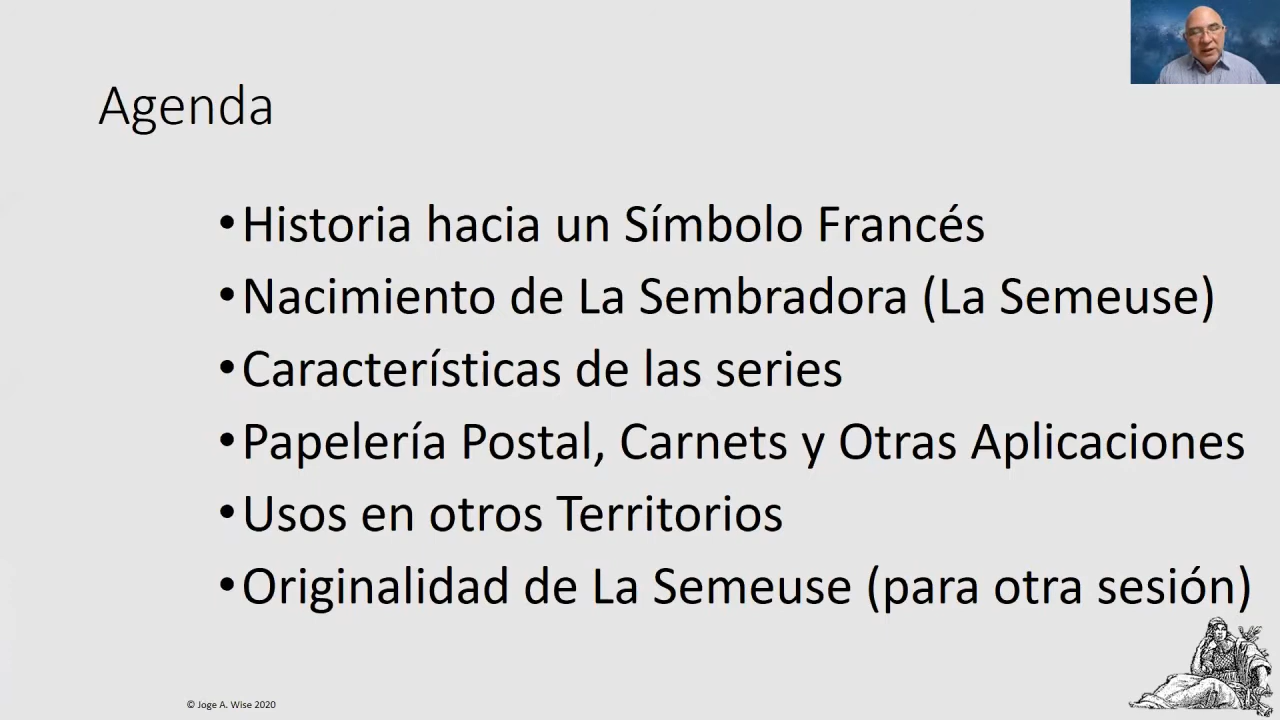 Agenda
•Historia hacia un Símbolo Francés
•Nacimiento de La Sembradora (La Semeuse)
•Características de las series
•Papelería Postal, Carnets y Otras Aplicaciones
•Usos en otros Territorios
•Originalidad de La Semeuse (para otra sesión)
© Joge A. Wise 2020